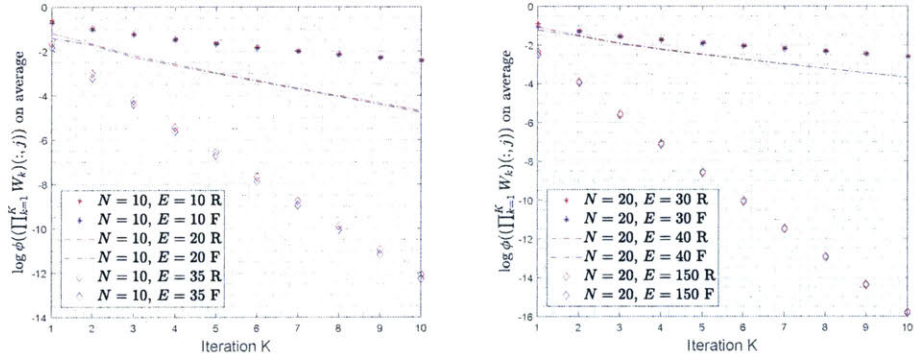 0
-2
-4
-6
-8
-10
-12
-14
1 2 3 4 5 6 7 8 9 10
Iteration K
log ϕ((∏_{k=1}^{K} W_k)(:, j)) on average
N = 10, E = 10 R
N = 10, E = 10 F
N = 10, E = 20 R
N = 10, E = 20 F
N = 10, E = 35 R
N = 10, E = 35 F
0
-2
-4
-6
-8
-10
-12
-14
-16
1 2 3 4 5 6 7 8 9 10
Iteration K
log ϕ((∏_{k=1}^{K} W_k)(:, j)) on average
N = 20, E = 30 R
N = 20, E = 30 F
N = 20, E = 40 R
N = 20, E = 40 F
N = 20, E = 150 R
N = 20, E = 150 F